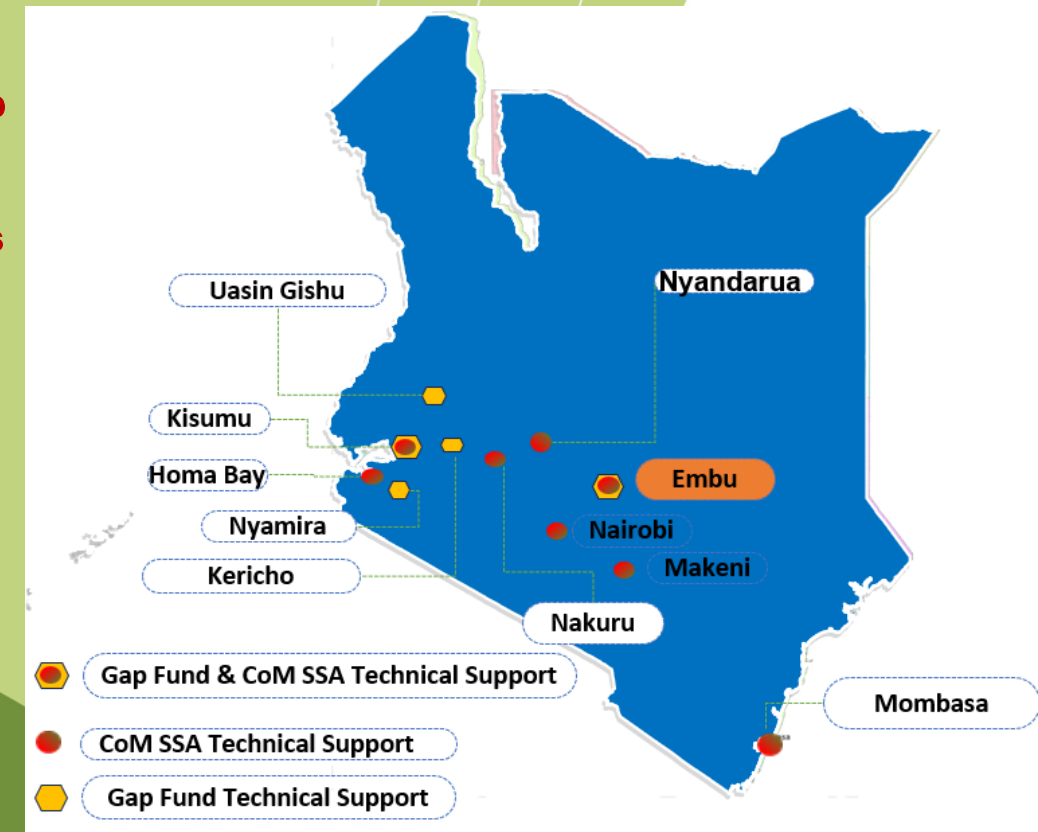 Uasin Gishu
Nyandarua
Kisumu
Homa Bay
Embu
Nyamira
Nairobi
Kericho
Makeni
Nakuru
Gap Fund & CoM SSA Technical Support
Mombasa
CoM SSA Technical Support
Gap Fund Technical Support